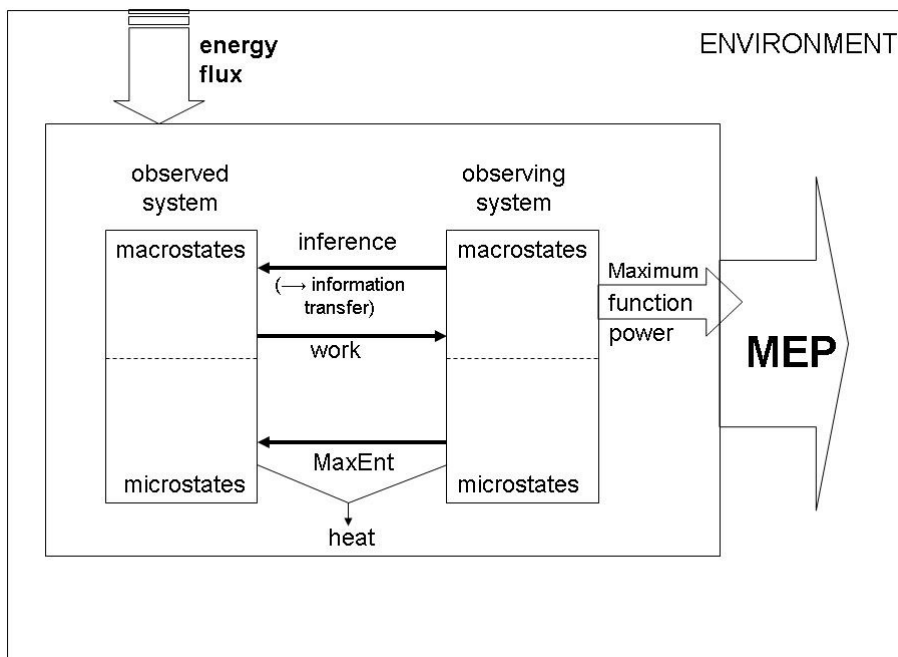 energy
flux
ENVIRONMENT
observed
system
observing
system
macrostates
inference
macrostates
(→ information
transfer)
Maximum
function
power
work
MEP
MaxEnt
microstates
microstates
heat